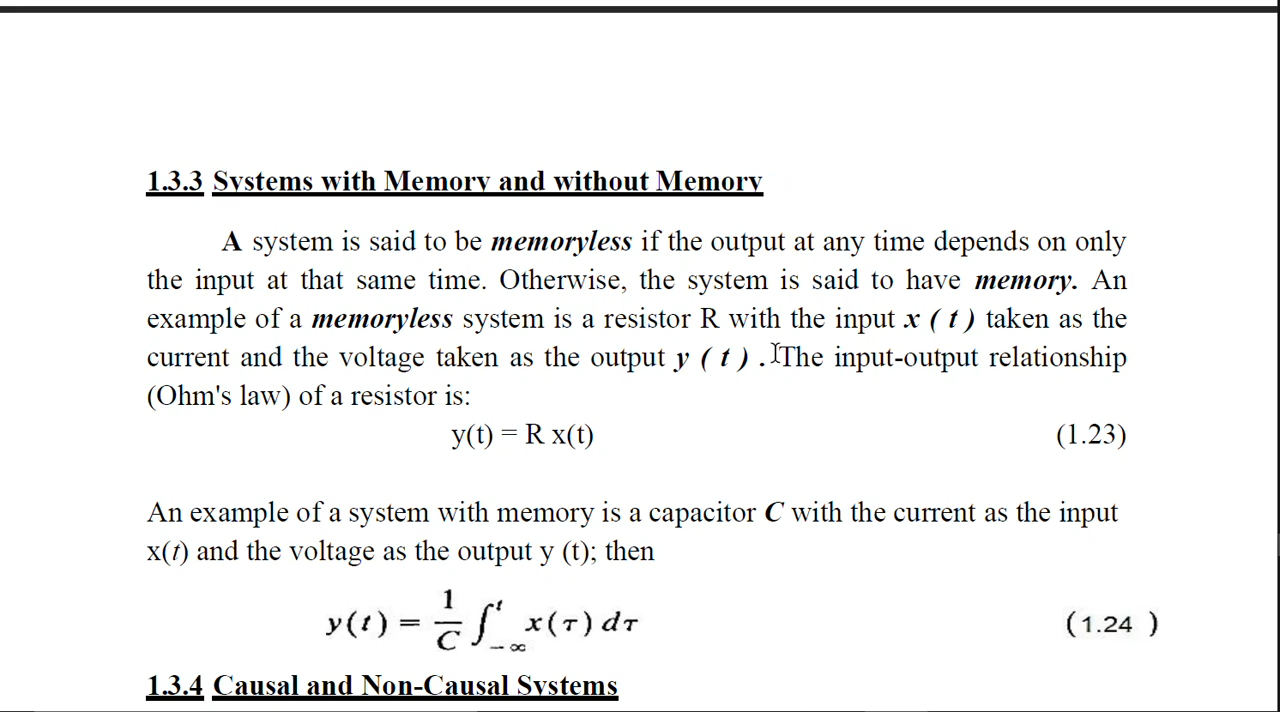 1.3.3 Systems with Memory and without Memory
A system is said to be memoryless if the output at any time depends on only
the input at that same time. Otherwise, the system is said to have memory. An
example of a memoryless system is a resistor R with the input x ( t ) taken as the
current and the voltage taken as the output y ( t ) . The input-output relationship
(Ohm's law) of a resistor is:
y(t) = R x(t) (1.23)
An example of a system with memory is a capacitor C with the current as the input
x(t) and the voltage as the output y (t); then
y(t) = 1/C ∫_{-∞}^{t} x(τ) dτ (1.24 )
1.3.4 Causal and Non-Causal Systems